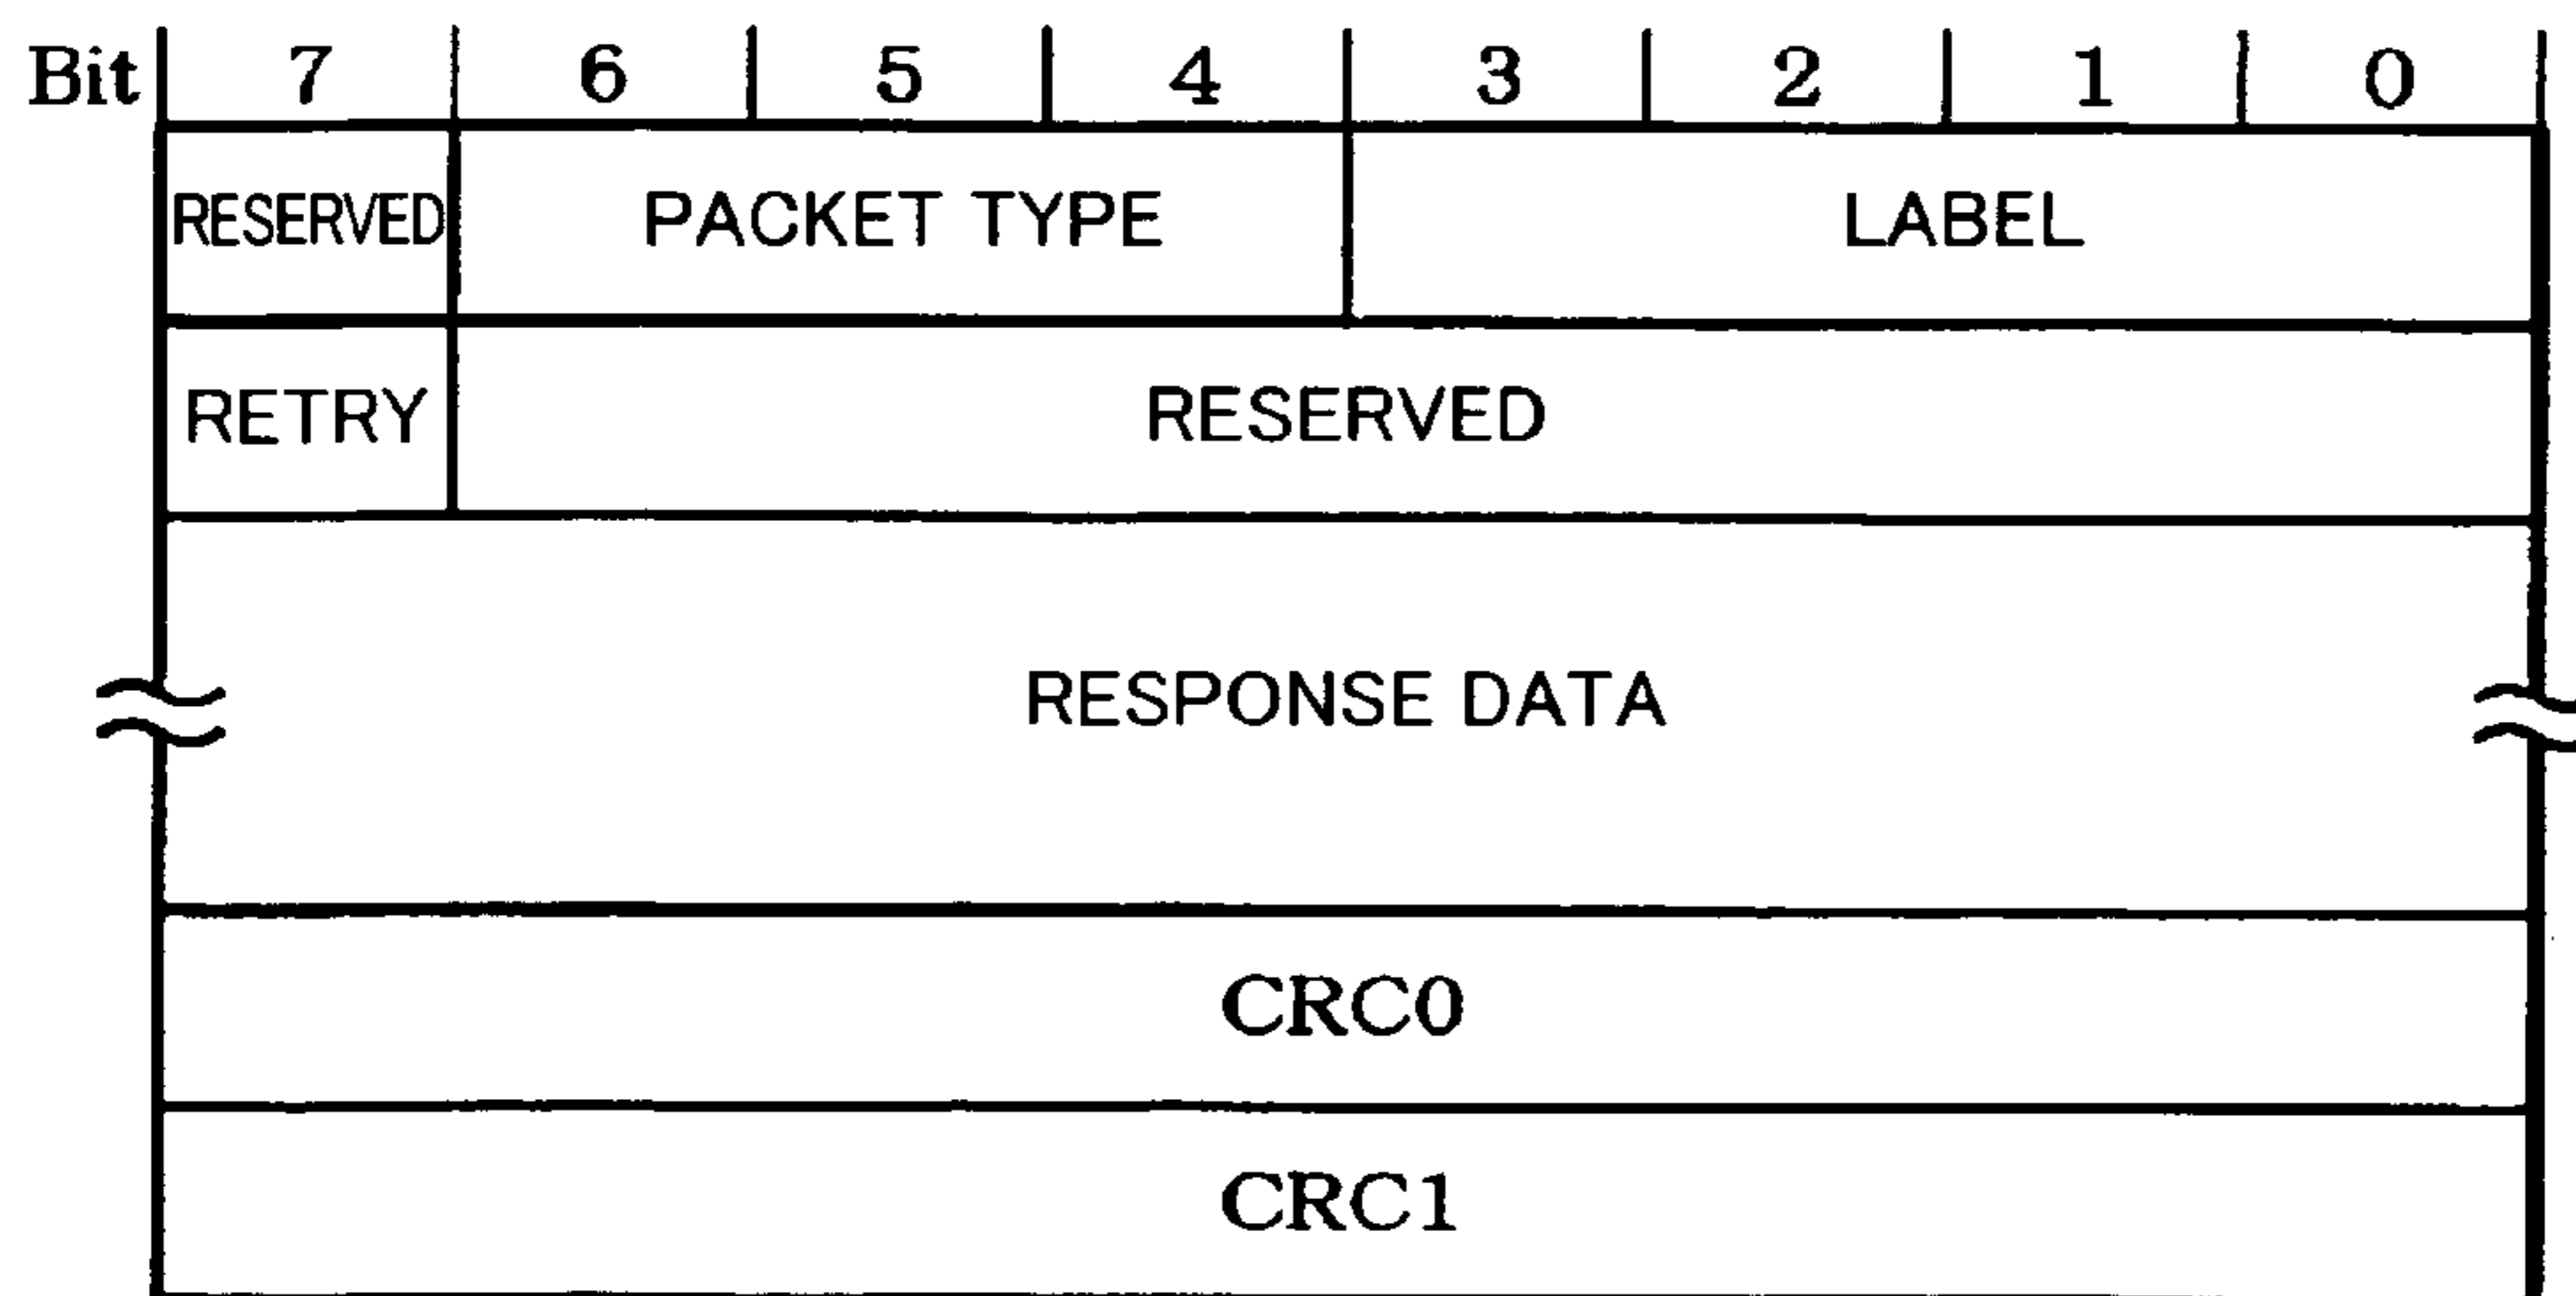 Bit 7 6 5 4 3 2 1 0
RESERVED PACKET TYPE LABEL
RETRY RESERVED
RESPONSE DATA
CRC0
CRC1